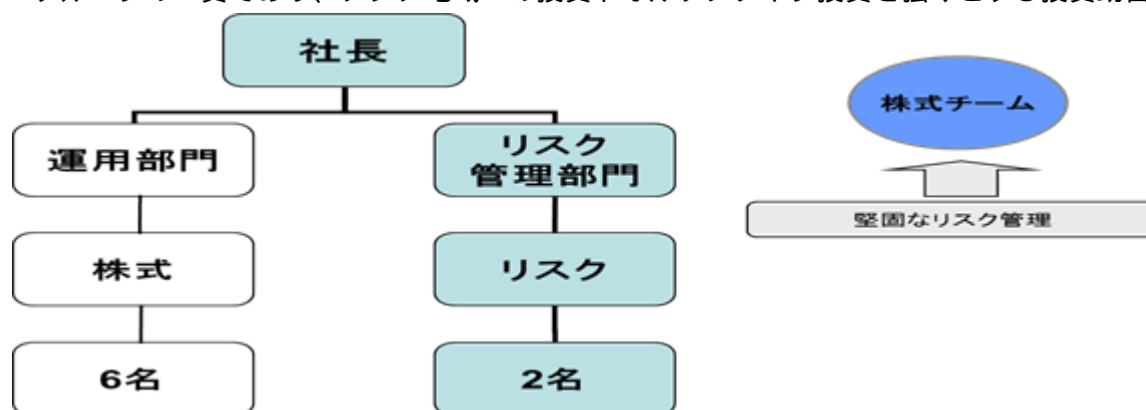 社長
運用部門
リスク
管理部門
株式
リスク
6名
2名
株式チーム
堅固なリスク管理